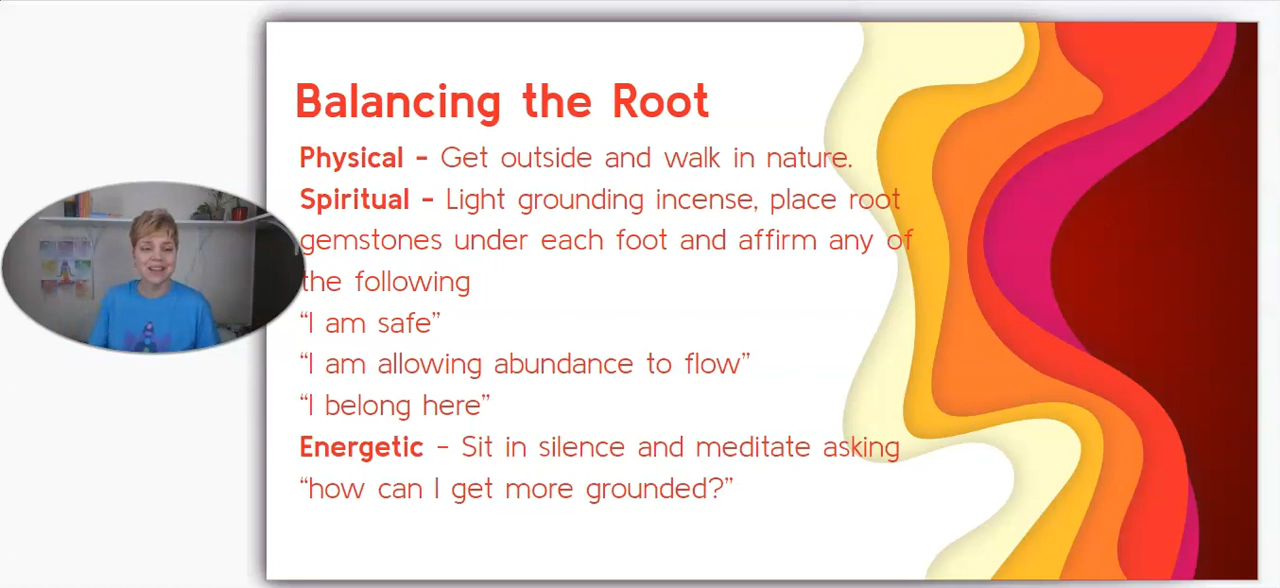 Balancing the Root
Physical - Get outside and walk in nature.
Spiritual - Light grounding incense, place root
gemstones under each foot and affirm any of
the following
“I am safe”
“I am allowing abundance to flow”
“I belong here”
Energetic - Sit in silence and meditate asking
“how can I get more grounded?”